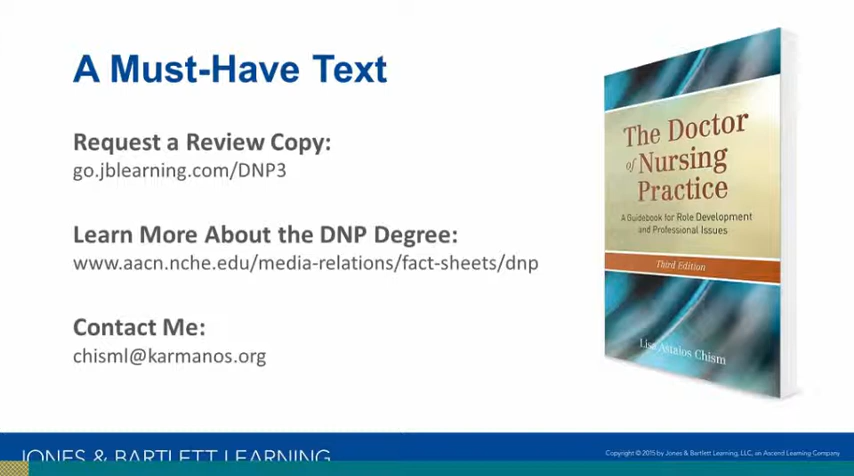 A Must-Have Text
Request a Review Copy:
go.jblearning.com/DNP3
Learn More About the DNP Degree:
www.aacn.nche.edu/media-relations/fact-sheets/dnp
Contact Me:
chisml@karmanos.org
The Doctor
of Nursing
Practice
A Guidebook for Role Development
and Professional Issues
Third Edition
Lisa Astalos Chism
JONES & BARTLETT LEARNING
Copyright © 2015 by Jones & Bartlett Learning, LLC, an Ascend Learning Company